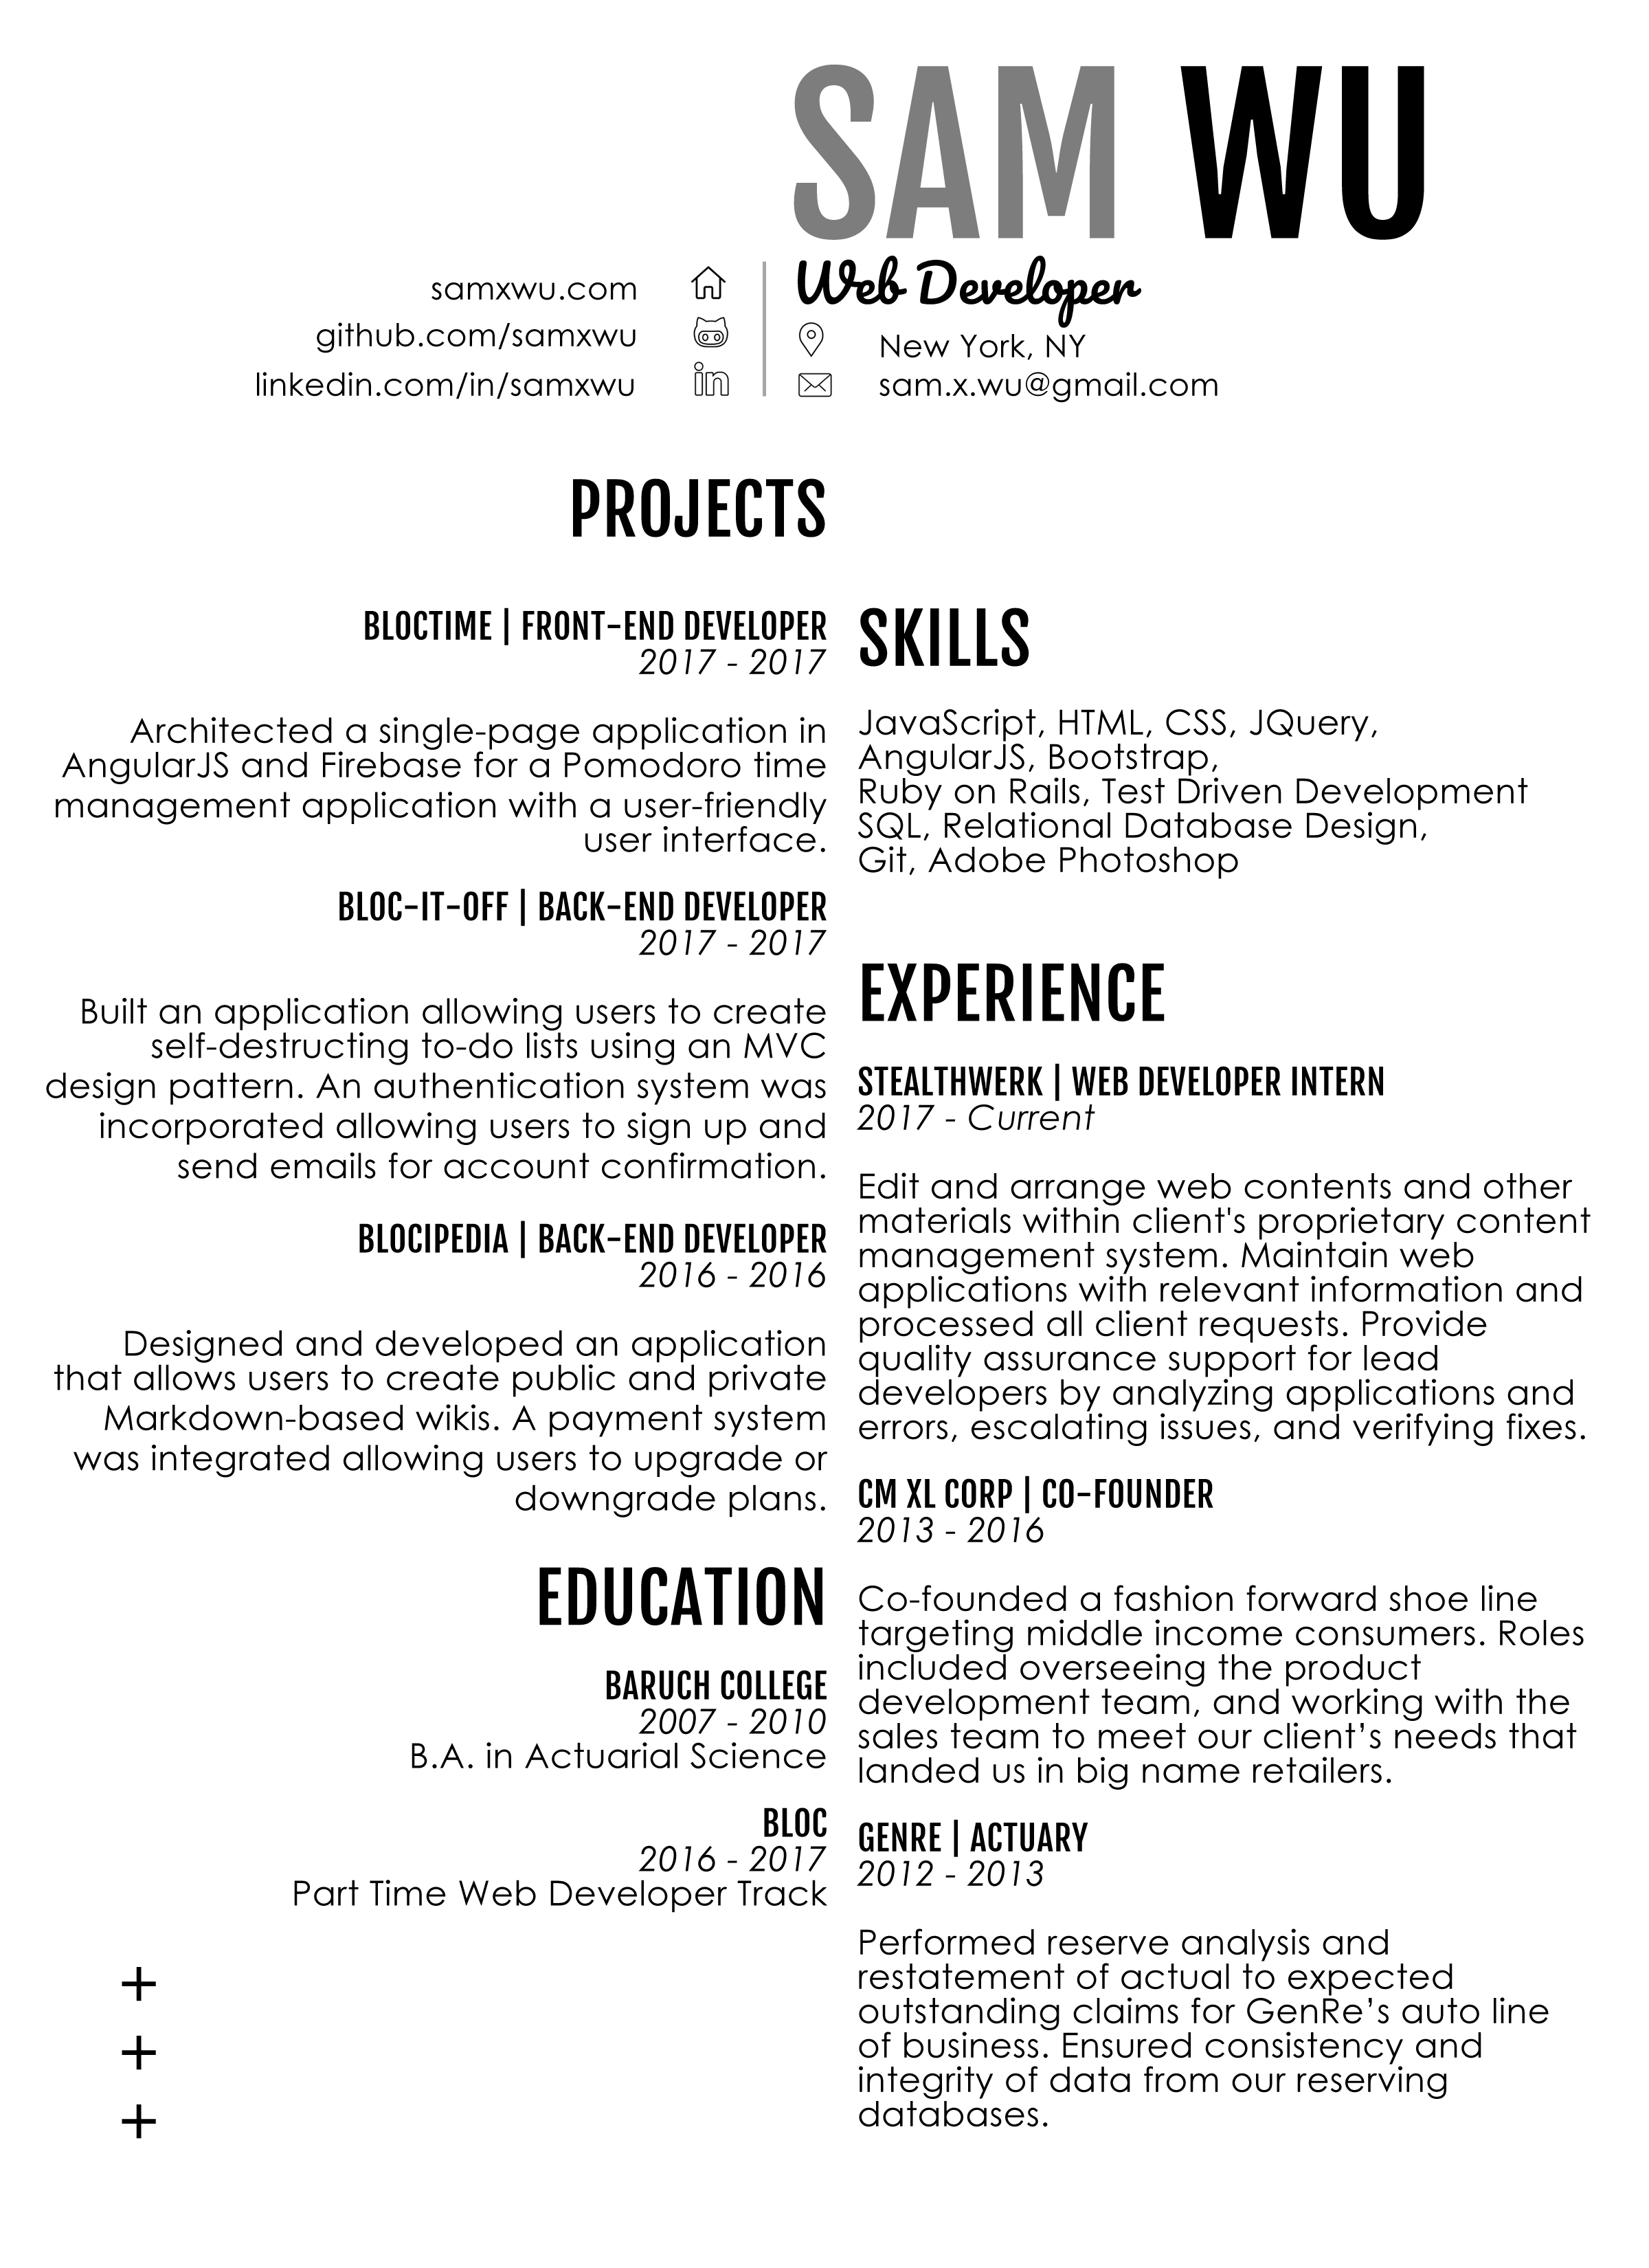 SAM WU
Web Developer
samxwu.com
github.com/samxwu
linkedin.com/in/samxwu
New York, NY
sam.x.wu@gmail.com
PROJECTS
BLOCTIME | FRONT-END DEVELOPER
2017 - 2017
Architected a single-page application in
AngularJS and Firebase for a Pomodoro time
management application with a user-friendly
user interface.
BLOC-IT-OFF | BACK-END DEVELOPER
2017 - 2017
Built an application allowing users to create
self-destructing to-do lists using an MVC
design pattern. An authentication system was
incorporated allowing users to sign up and
send emails for account confirmation.
BLOCIPEDIA | BACK-END DEVELOPER
2016 - 2016
Designed and developed an application
that allows users to create public and private
Markdown-based wikis. A payment system
was integrated allowing users to upgrade or
downgrade plans.
EDUCATION
BARUCH COLLEGE
2007 - 2010
B.A. in Actuarial Science
BLOC
2016 - 2017
Part Time Web Developer Track
+
+
+
SKILLS
JavaScript, HTML, CSS, JQuery,
AngularJS, Bootstrap,
Ruby on Rails, Test Driven Development
SQL, Relational Database Design,
Git, Adobe Photoshop
EXPERIENCE
STEALTHWERK | WEB DEVELOPER INTERN
2017 - Current
Edit and arrange web contents and other
materials within client's proprietary content
management system. Maintain web
applications with relevant information and
processed all client requests. Provide
quality assurance support for lead
developers by analyzing applications and
errors, escalating issues, and verifying fixes.
CM XL CORP | CO-FOUNDER
2013 - 2016
Co-founded a fashion forward shoe line
targeting middle income consumers. Roles
included overseeing the product
development team, and working with the
sales team to meet our client’s needs that
landed us in big name retailers.
GENRE | ACTUARY
2012 - 2013
Performed reserve analysis and
restatement of actual to expected
outstanding claims for GenRe’s auto line
of business. Ensured consistency and
integrity of data from our reserving
databases.